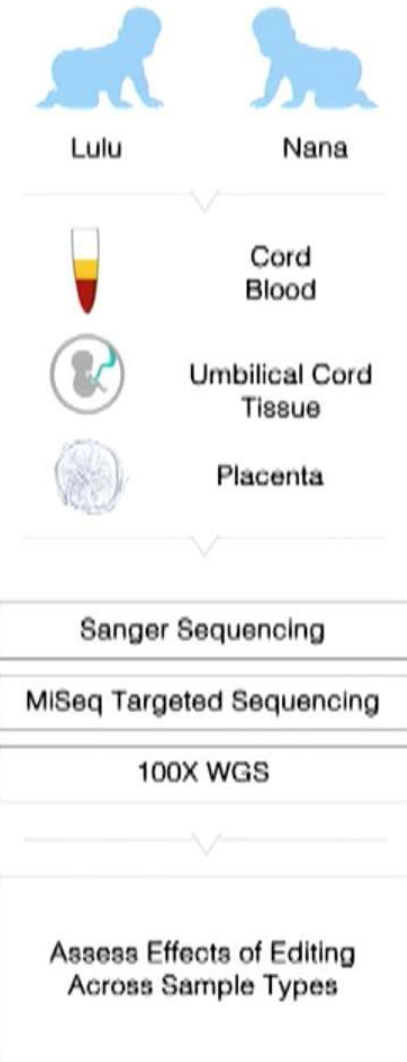 Lulu
Nana
Cord
Blood
Umbilical Cord
Tissue
Placenta
Sanger Sequencing
MiSeq Targeted Sequencing
100X WGS
Assess Effects of Editing
Across Sample Types